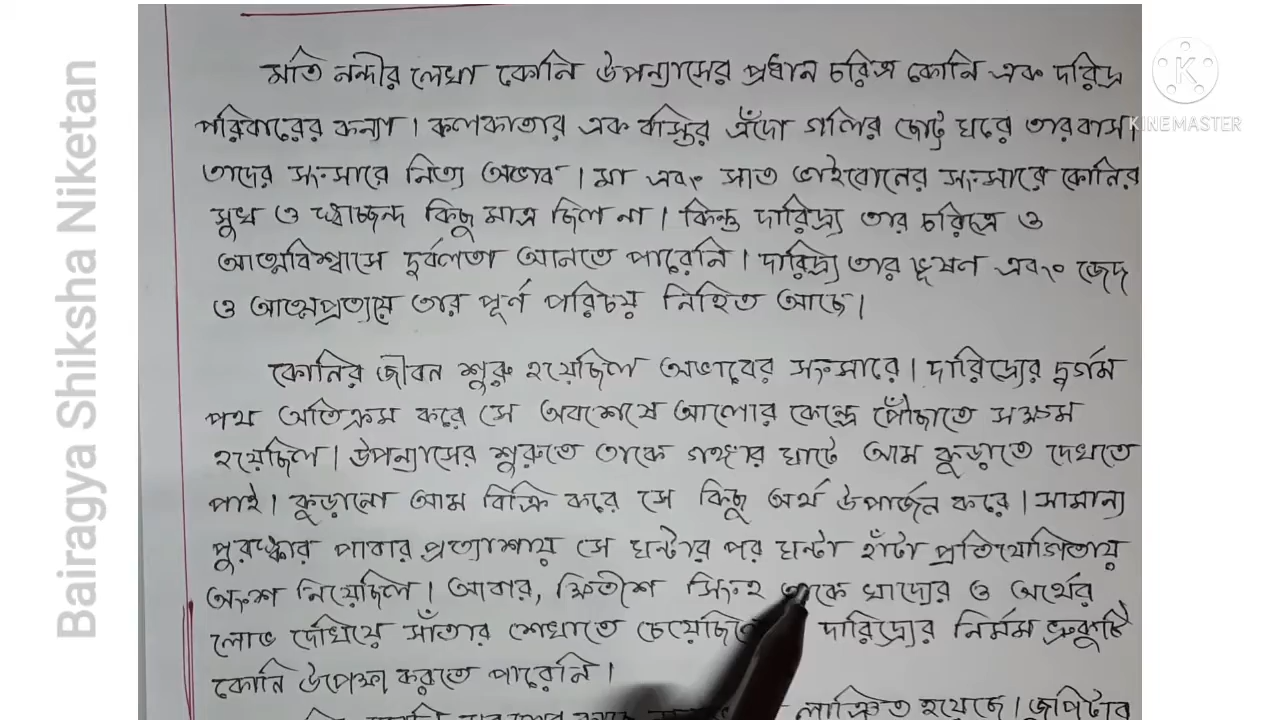 মতি নন্দীর লেখা কোনি উপন্যাসের প্রধান চরিত্র কোনি এক দরিদ্র
পরিবারের কন্যা। কলকাতার এক বস্তির এঁদো গলির ছোট্ট ঘরে তার বাস।
তাদের সংসারে নিত্য অভাব। মা এবং সাত ভাইবোনের সংসারে কোনির
সুখ ও স্বাচ্ছন্দ কিছু মাত্র ছিল না। কিন্তু দারিদ্র্য তার চরিত্রে ও
আত্মবিশ্বাসে দুর্বলতা আনতে পারেনি। দারিদ্র্য তার ভূষন এবং জেদ
ও আত্মপ্রত্যয়ে তার পূর্ন পরিচয় নিহিত আছে।
কোনির জীবন শুরু হয়েছিল অভাবের সংসারে। দারিদ্র্যের দুর্গম
পথ অতিক্রম করে সে অবশেষে আলোর কেন্দ্রে পৌঁছাতে সক্ষম
হয়েছিল। উপন্যাসের শুরুতে তাকে গঙ্গার ঘাটে আম কুড়াতে দেখতে
পাই। কুড়ানো আম বিক্রি করে সে কিছু অর্থ উপার্জন করে। সামান্য
পুরষ্কার পাবার প্রত্যাশায় সে ঘন্টার পর ঘন্টা হাঁটা প্রতিযোগিতায়
অংশ নিয়েছিল। আবার, ক্ষিতীশ সিংহ তাকে খাদ্যের ও অর্থের
লোভ দেখিয়ে সাঁতার শেখাতে চেয়েছি দারিদ্র্যের নির্মম ভ্রুকুটি
কোনি উপেক্ষা করতে পারেনি।
লাঞ্ছিত হয়েছে। জুপিটার
Bairagya Shiksha Niketan
K
KINEMASTER